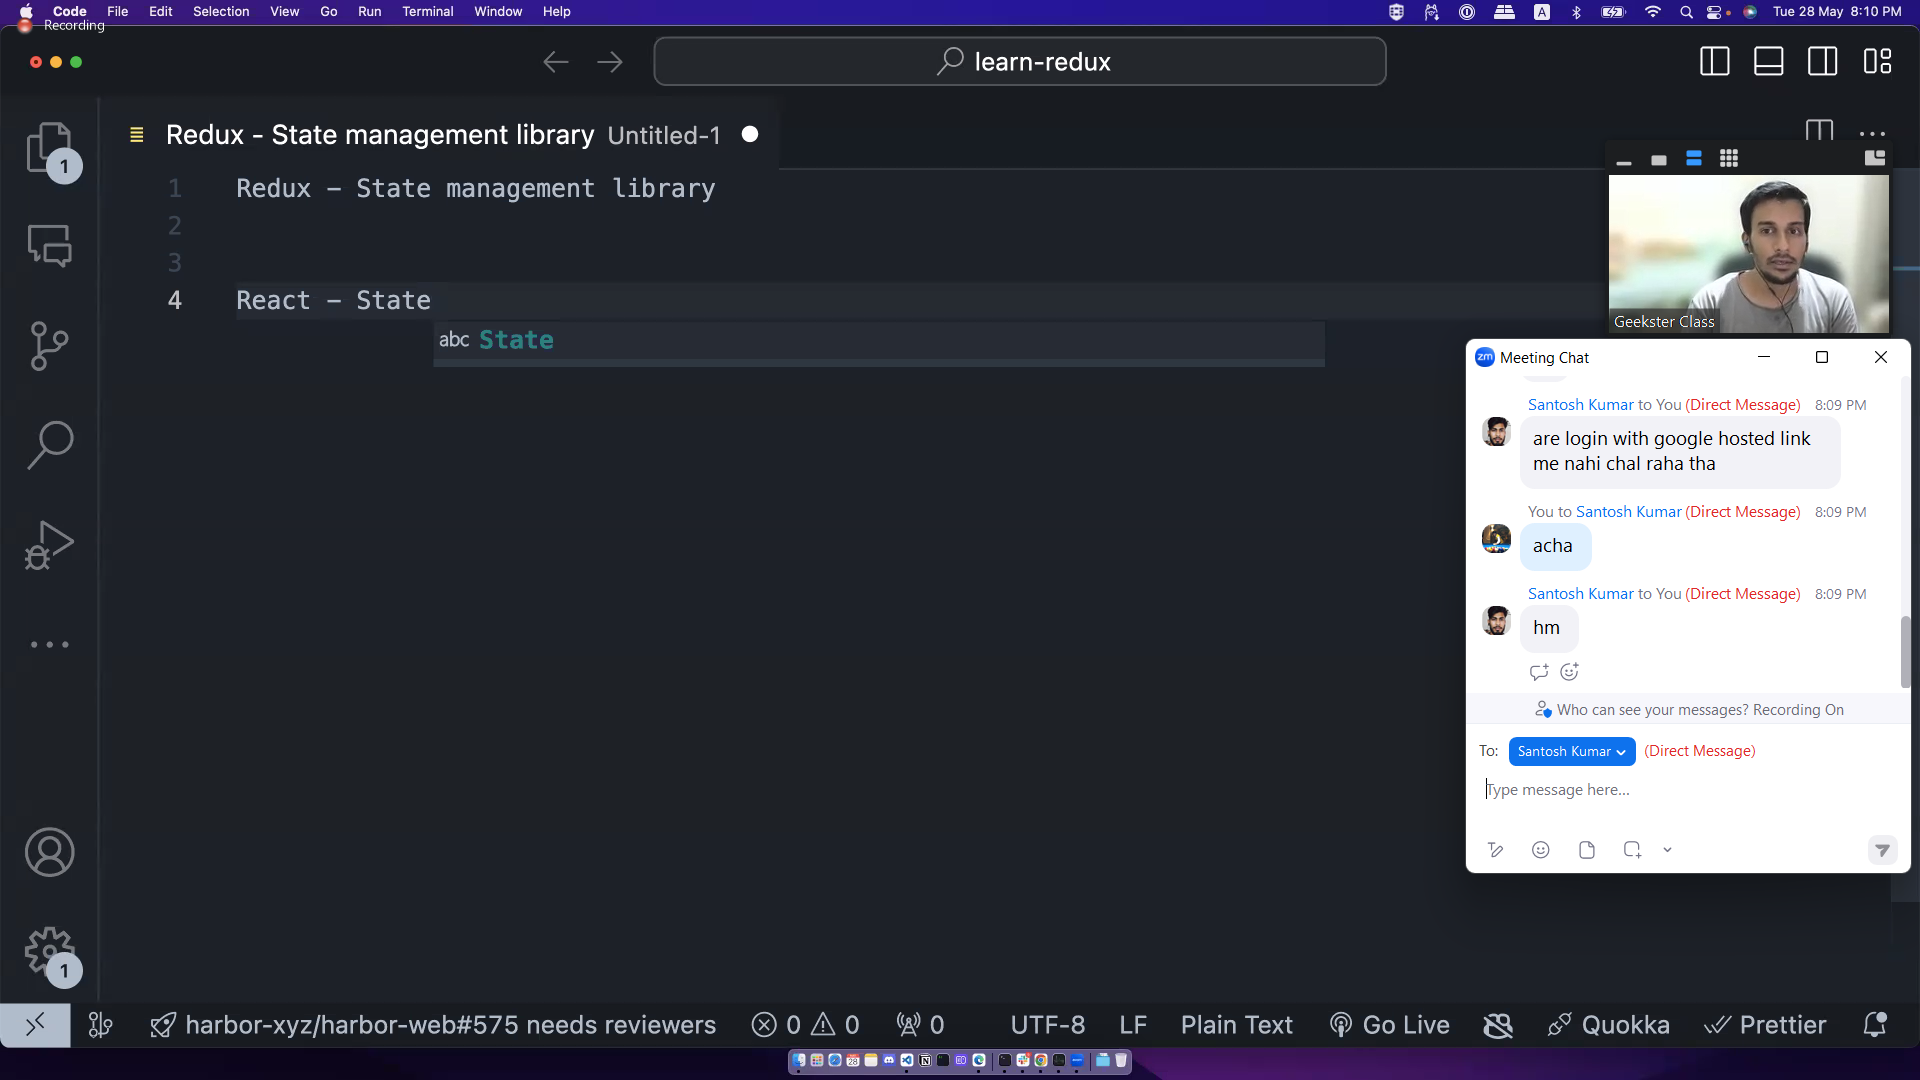 Code File Edit Selection View Go Run Terminal Window Help
A
Tue 28 May 8:10 PM
Recording
learn-redux
Redux - State management library Untitled-1
1
1 Redux - State management library
2
3
4 React - State
abc State
Geekster Class
zm Meeting Chat
Santosh Kumar to You (Direct Message) 8:09 PM
are login with google hosted link
me nahi chal raha tha
You to Santosh Kumar (Direct Message) 8:09 PM
acha
Santosh Kumar to You (Direct Message) 8:09 PM
hm
Who can see your messages? Recording On
To: Santosh Kumar (Direct Message)
Type message here...
1
harbor-xyz/harbor-web#575 needs reviewers 0 0 0 UTF-8 LF Plain Text Go Live Quokka Prettier